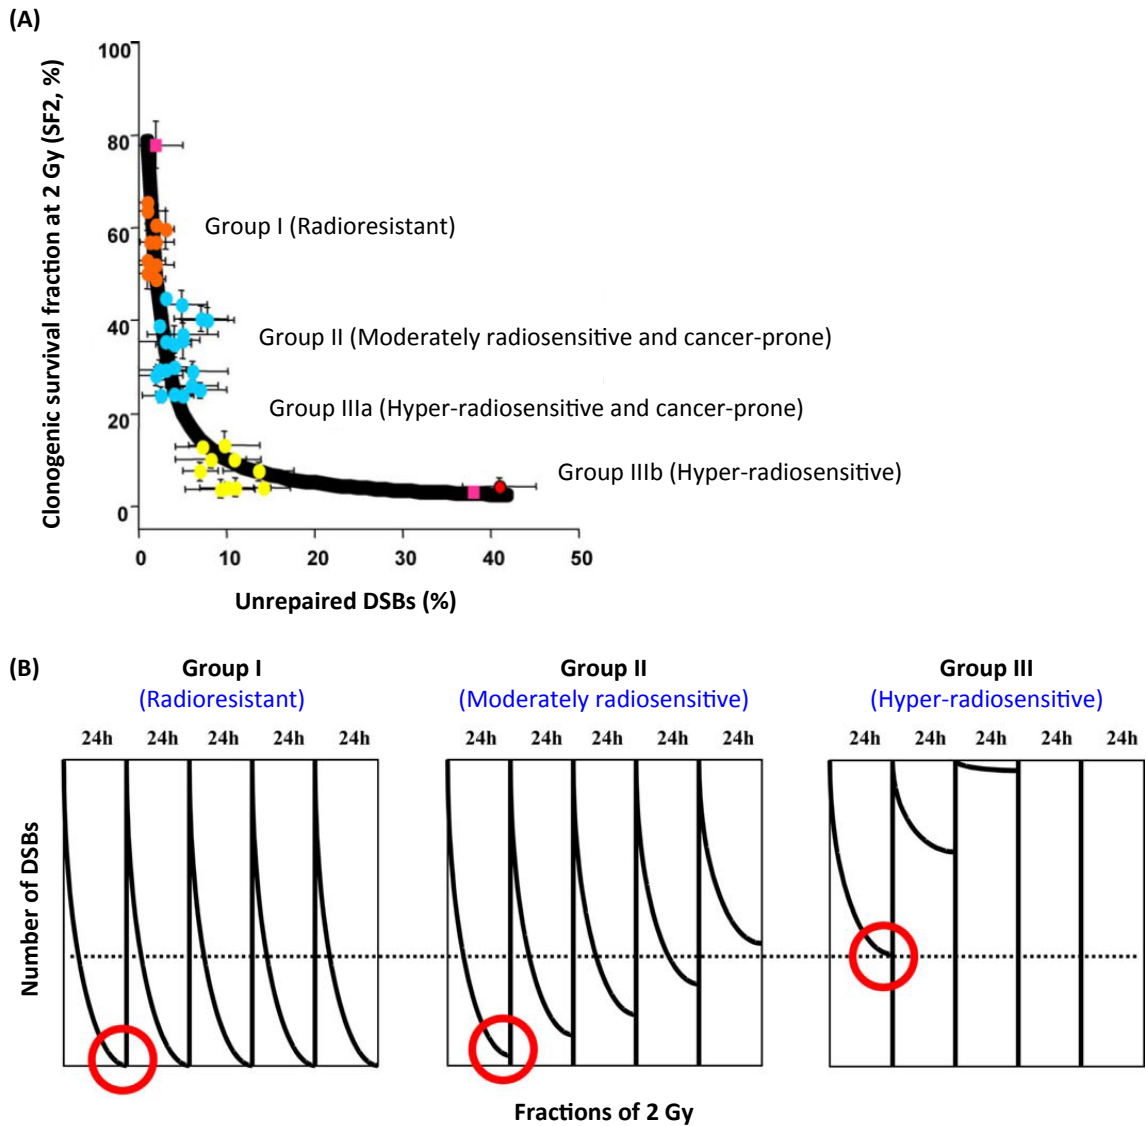 (A)
Clonogenic survival fraction at 2 Gy (SF2, %)
100
80
60
40
20
0
Group I (Radioresistant)
Group II (Moderately radiosensitive and cancer-prone)
Group IIIa (Hyper-radiosensitive and cancer-prone)
Group IIIb (Hyper-radiosensitive)
0 10 20 30 40 50
Unrepaired DSBs (%)
(B)
Group I
(Radioresistant)
Group II
(Moderately radiosensitive)
Group III
(Hyper-radiosensitive)
24h 24h 24h 24h 24h
24h 24h 24h 24h 24h
24h 24h 24h 24h 24h
Number of DSBs
Fractions of 2 Gy